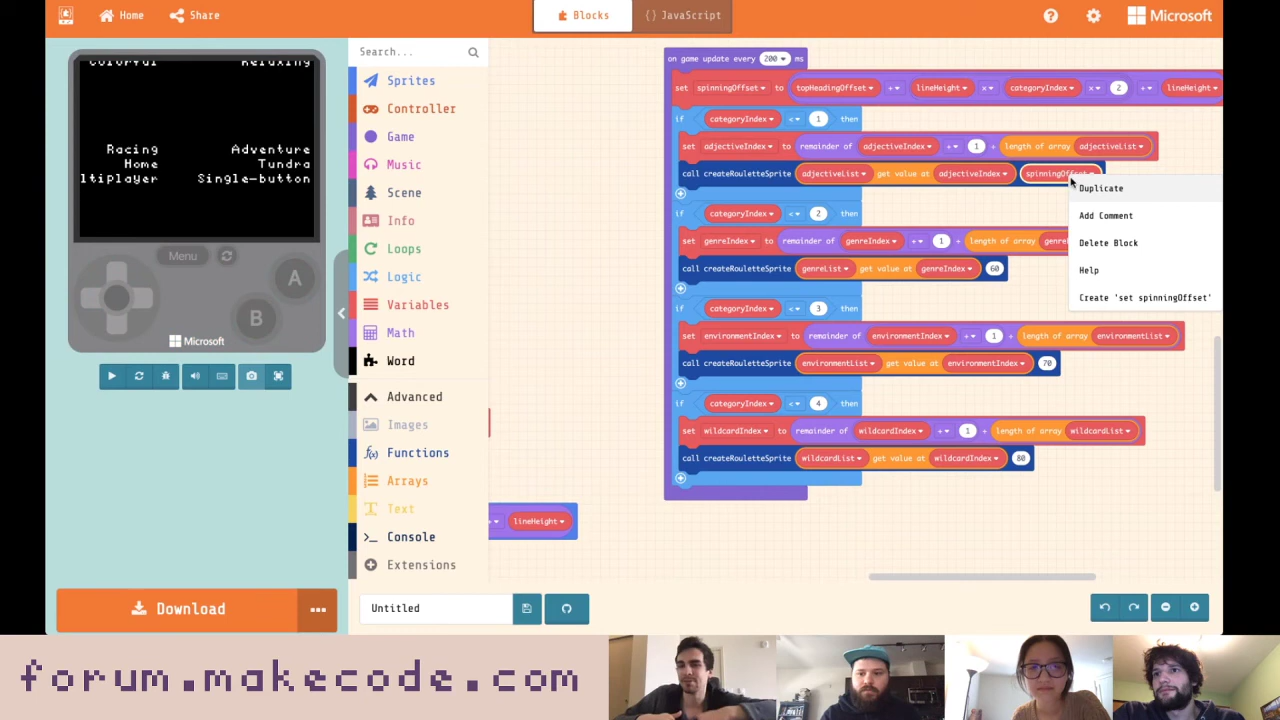 Home
Share
Blocks
{} JavaScript
Microsoft
Colorful Relaxing
Racing Adventure
Home Tundra
ltiplayer Single-button
Menu
A
B
Microsoft
Download
Search...
Sprites
Controller
Game
Music
Scene
Info
Loops
Logic
Variables
Math
Word
Advanced
Images
Functions
Arrays
Text
Console
Extensions
Untitled
on game update every 200 ms
set spinningOffset to topHeadingOffset + lineHeight x categoryIndex x 2 + lineHeight
if categoryIndex < 1 then
set adjectiveIndex to remainder of adjectiveIndex + 1 ÷ length of array adjectiveList
call createRouletteSprite adjectiveList get value at adjectiveIndex spinningOffset
if categoryIndex < 2 then
set genreIndex to remainder of genreIndex + 1 ÷ length of array genre
call createRouletteSprite genreList get value at genreIndex 60
if categoryIndex < 3 then
set environmentIndex to remainder of environmentIndex + 1 ÷ length of array environmentList
call createRouletteSprite environmentList get value at environmentIndex 70
if categoryIndex < 4 then
set wildcardIndex to remainder of wildcardIndex + 1 ÷ length of array wildcardList
call createRouletteSprite wildcardList get value at wildcardIndex 80
lineHeight
Duplicate
Add Comment
Delete Block
Help
Create 'set spinningOffset'
forum.makecode.com